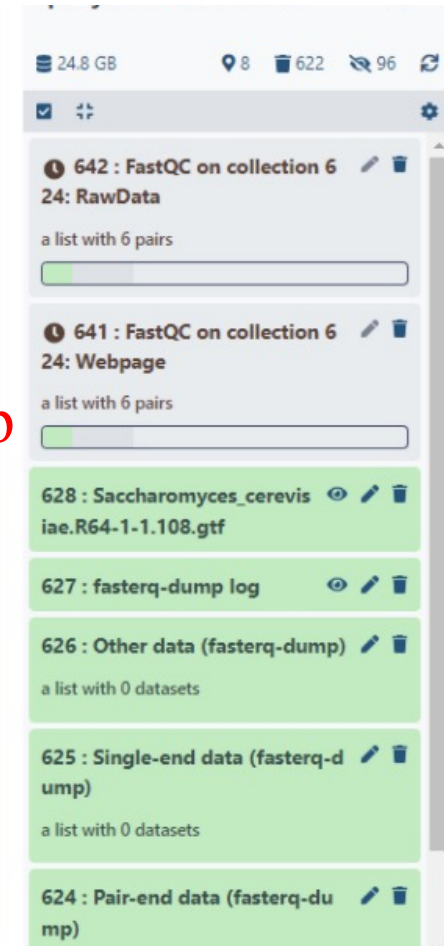 24.8 GB 8 622 96
642 : FastQC on collection 6
24: RawData
a list with 6 pairs
641 : FastQC on collection 6
24: Webpage
a list with 6 pairs
628 : Saccharomyces_cerevis
iae.R64-1-1.108.gtf
627 : fasterq-dump log
626 : Other data (fasterq-dump)
a list with 0 datasets
625 : Single-end data (fasterq-d
ump)
a list with 0 datasets
624 : Pair-end data (fasterq-du
mp)